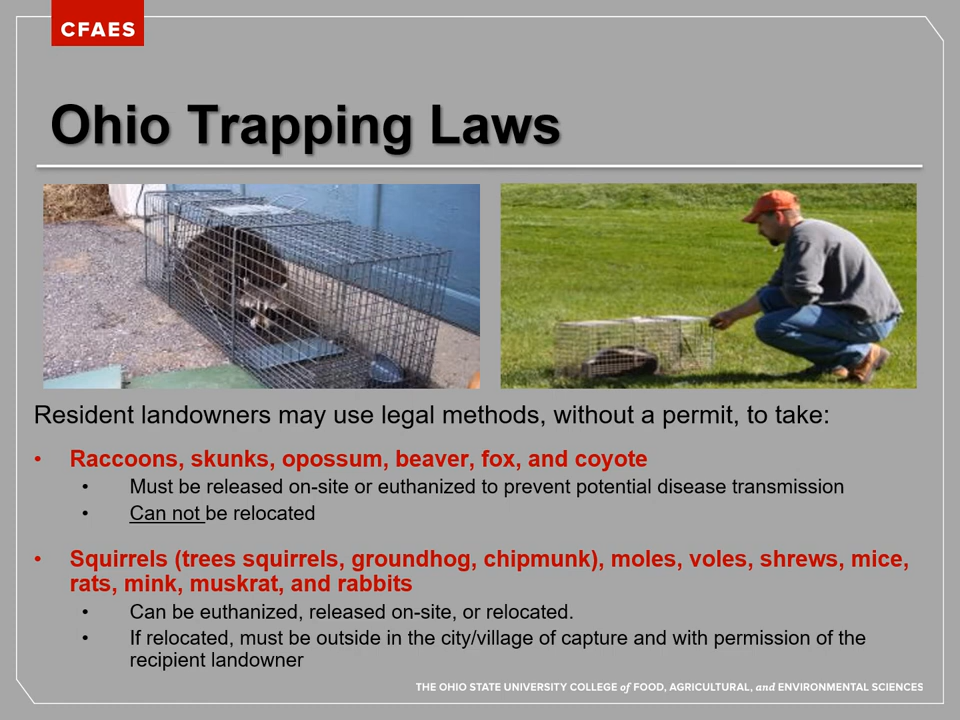 CFAES
Ohio Trapping Laws
Resident landowners may use legal methods, without a permit, to take:
• Raccoons, skunks, opossum, beaver, fox, and coyote
• Must be released on-site or euthanized to prevent potential disease transmission
• Can not be relocated
• Squirrels (trees squirrels, groundhog, chipmunk), moles, voles, shrews, mice,
rats, mink, muskrat, and rabbits
• Can be euthanized, released on-site, or relocated.
• If relocated, must be outside in the city/village of capture and with permission of the
recipient landowner
THE OHIO STATE UNIVERSITY COLLEGE of FOOD, AGRICULTURAL, and ENVIRONMENTAL SCIENCES